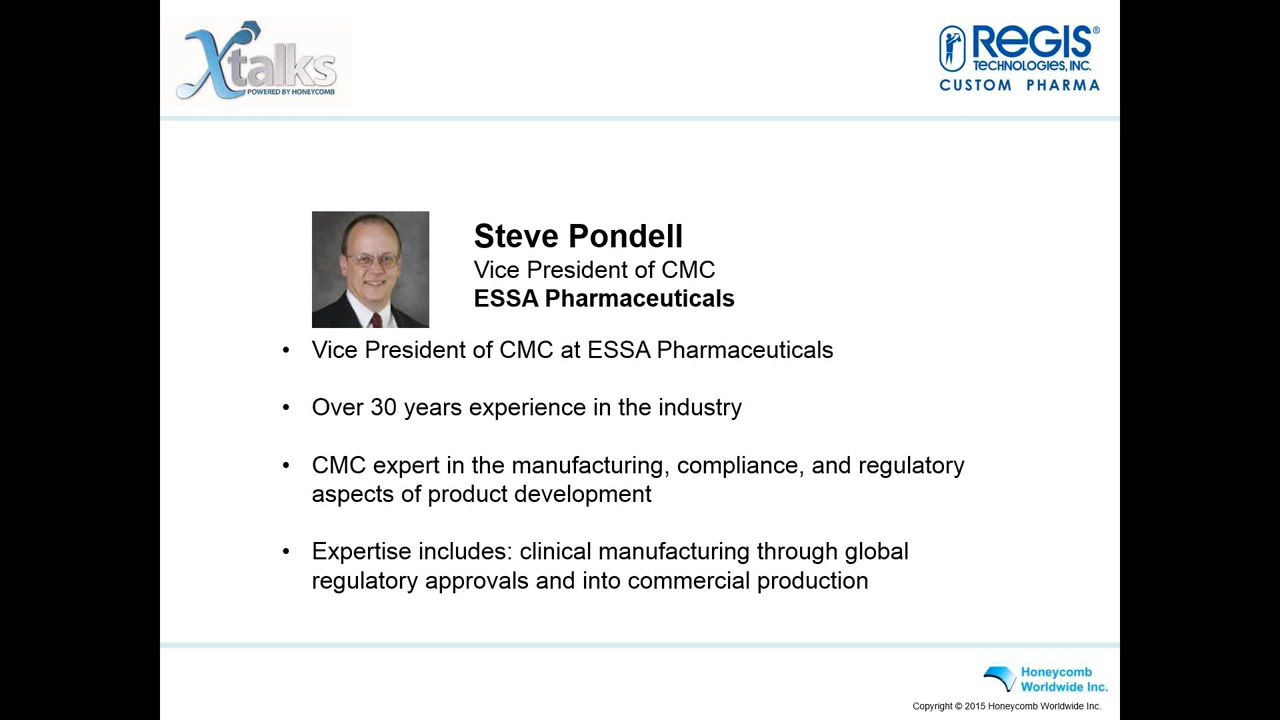 Xtalks
POWERED BY HONEYCOMB
REGIS®
TECHNOLOGIES, INC.
CUSTOM PHARMA
Steve Pondell
Vice President of CMC
ESSA Pharmaceuticals
• Vice President of CMC at ESSA Pharmaceuticals
• Over 30 years experience in the industry
• CMC expert in the manufacturing, compliance, and regulatory
aspects of product development
• Expertise includes: clinical manufacturing through global
regulatory approvals and into commercial production
Honeycomb
Worldwide Inc.
Copyright © 2015 Honeycomb Worldwide Inc.